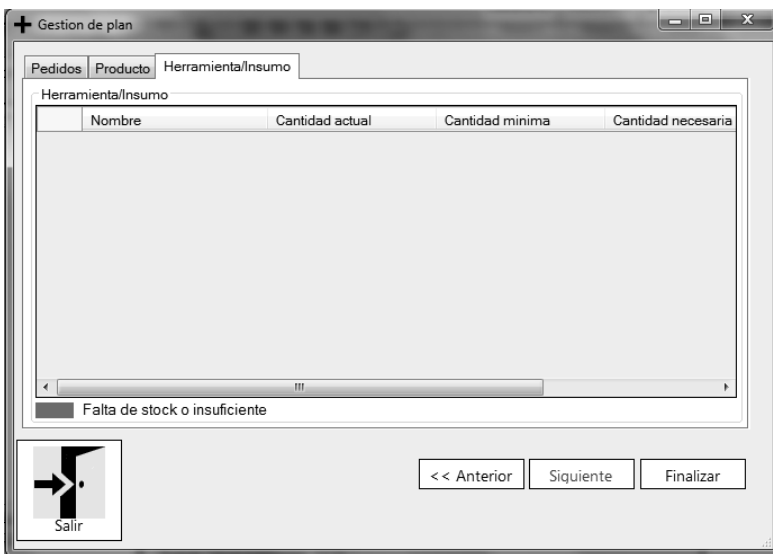 Gestion de plan
Pedidos Producto Herramienta/Insumo
Herramienta/Insumo
Nombre Cantidad actual Cantidad minima Cantidad necesaria
Falta de stock o insuficiente
<< Anterior Siguiente Finalizar
Salir